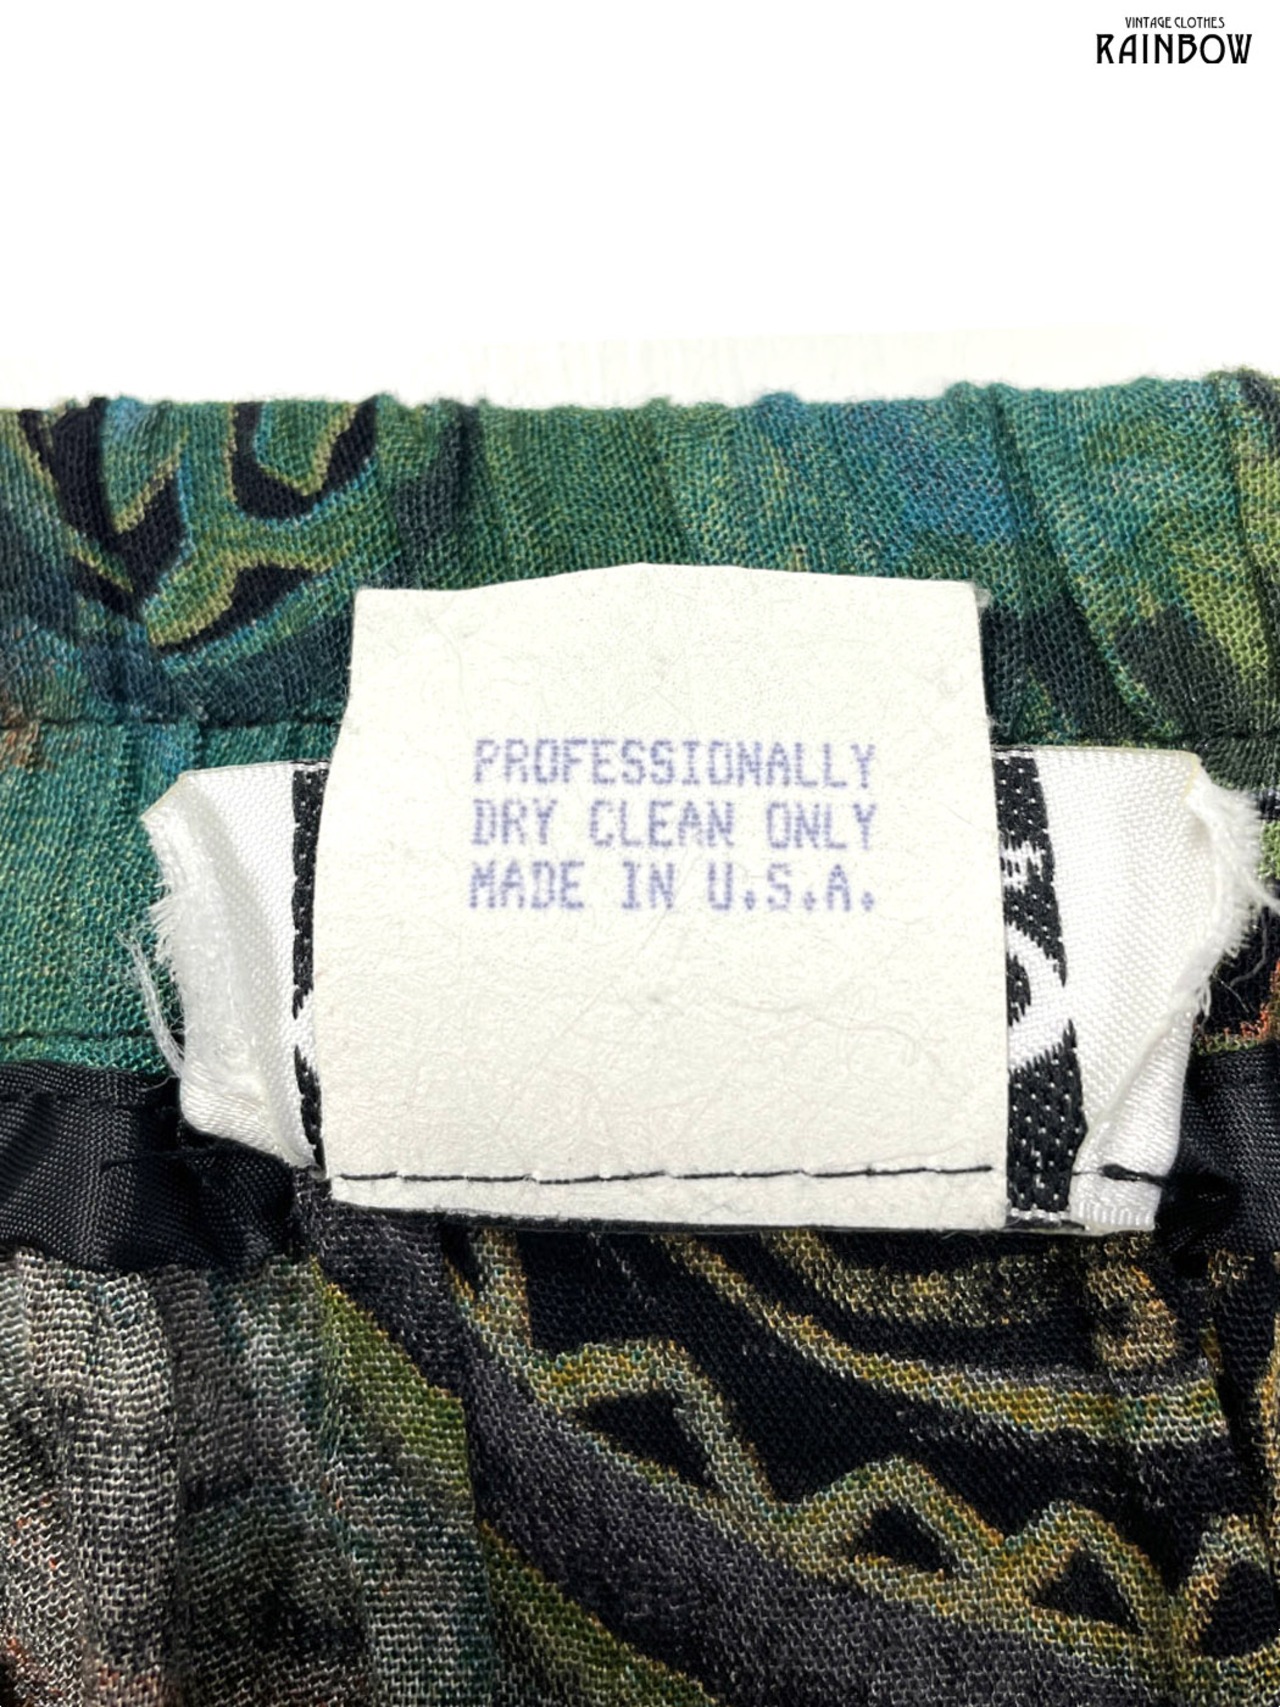 VINTAGE CLOTHES
RAINBOW
PROFESSIONALLY
DRY CLEAN ONLY
MADE IN U.S.A.